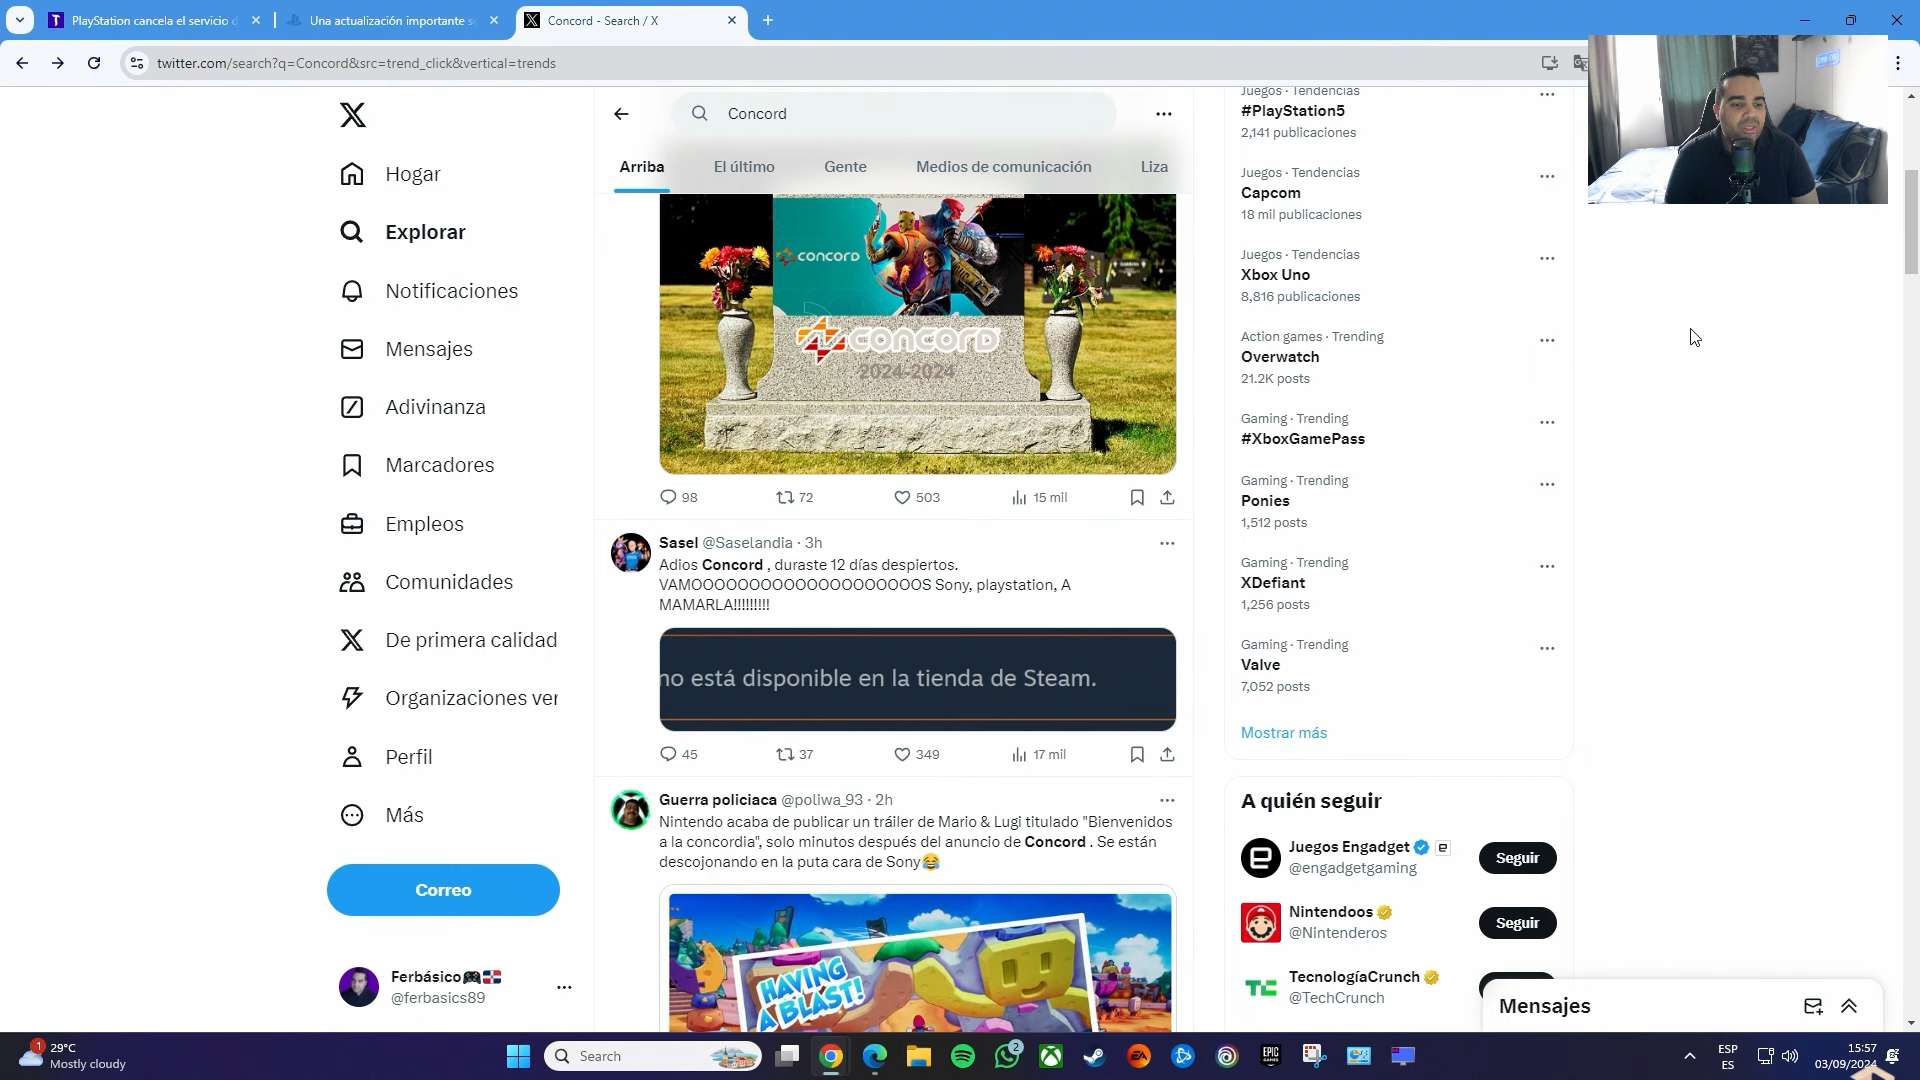 PlayStation cancela el servicio d
Una actualización importante s
Concord - Search / X
twitter.com/search?q=Concord&src=trend_click&vertical=trends
Hogar
Explorar
Notificaciones
Mensajes
Adivinanza
Marcadores
Empleos
Comunidades
De primera calidad
Organizaciones ver
Perfil
Más
Correo
Ferbásico🎮🇩🇴
@ferbasics89
Concord
Arriba
El último
Gente
Medios de comunicación
Liza
CONCORD
CONCORD
2024-2024
98
72
503
15 mil
Sasel @Saselandia · 3h
Adios Concord , duraste 12 días despiertos.
VAMOOOOOOOOOOOOOOOOOOOOS Sony, playstation, A
MAMARLA!!!!!!!!!
no está disponible en la tienda de Steam.
45
37
349
17 mil
Guerra policiaca @poliwa_93 · 2h
Nintendo acaba de publicar un tráiler de Mario & Lugi titulado "Bienvenidos
a la concordia", solo minutos después del anuncio de Concord . Se están
descojonando en la puta cara de Sony😂
HAVING
A BLAST!
Juegos · Tendencias
#PlayStation5
2,141 publicaciones
Juegos · Tendencias
Capcom
18 mil publicaciones
Juegos · Tendencias
Xbox Uno
8,816 publicaciones
Action games · Trending
Overwatch
21.2K posts
Gaming · Trending
#XboxGamePass
Gaming · Trending
Ponies
1,512 posts
Gaming · Trending
XDefiant
1,256 posts
Gaming · Trending
Valve
7,052 posts
Mostrar más
A quién seguir
Juegos Engadget
@engadgetgaming
Seguir
Nintendoos
@Nintenderos
Seguir
TecnologíaCrunch
@TechCrunch
Mensajes
1
29°C
Mostly cloudy
Search
2
EA
EPIC
GAMES
ESP
ES
15:57
03/09/2024